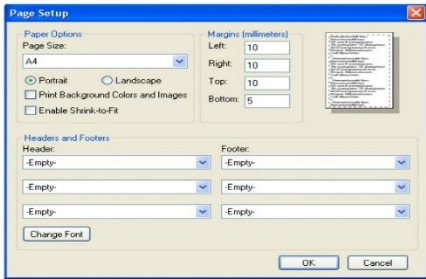 Page Setup
Paper Options
Page Size:
A4
Portrait Landscape
Print Background Colors and Images
Enable Shrink-to-Fit
Margins (millimeters)
Left: 10
Right: 10
Top: 10
Bottom: 5
Headers and Footers
Header: Footer:
-Empty- -Empty-
-Empty- -Empty-
-Empty- -Empty-
Change Font
OK Cancel